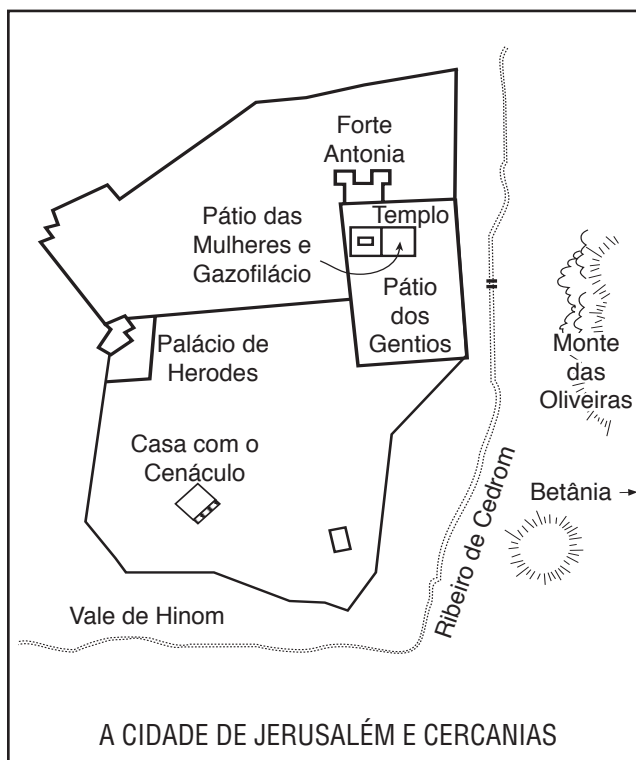 Forte
Antonia
Templo
Pátio das
Mulheres e
Gazofilácio
Pátio
dos
Gentios
Palácio de
Herodes
Monte
das
Oliveiras
Casa com o
Cenáculo
Betânia
Ribeiro de Cedrom
Vale de Hinom
A CIDADE DE JERUSALÉM E CERCANIAS